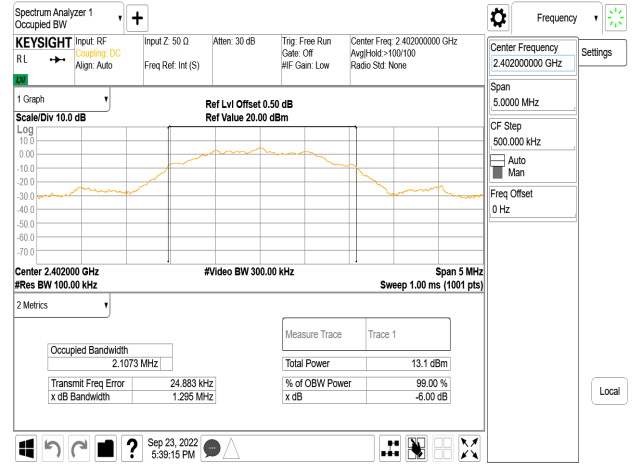 Spectrum Analyzer 1
Occupied BW
Frequency
KEYSIGHT
RL
Input: RF
Coupling: DC
Align: Auto
Input Z: 50 Ω
Freq Ref: Int (S)
Atten: 30 dB
Trig: Free Run
Gate: Off
#IF Gain: Low
Center Freq: 2.402000000 GHz
Avg|Hold:>100/100
Radio Std: None
Center Frequency
2.402000000 GHz
Settings
Span
5.0000 MHz
CF Step
500.000 kHz
Auto
Man
Freq Offset
0 Hz
Local
1 Graph
Scale/Div 10.0 dB
Ref Lvl Offset 0.50 dB
Ref Value 20.00 dBm
Log
10.0
0.00
-10.0
-20.0
-30.0
-40.0
-50.0
-60.0
-70.0
Center 2.402000 GHz
#Video BW 300.00 kHz
Span 5 MHz
#Res BW 100.00 kHz
Sweep 1.00 ms (1001 pts)
2 Metrics
Measure Trace
Trace 1
Occupied Bandwidth
2.1073 MHz
Total Power
13.1 dBm
Transmit Freq Error
24.883 kHz
% of OBW Power
99.00 %
x dB Bandwidth
1.295 MHz
x dB
-6.00 dB
?
Sep 23, 2022
5:39:15 PM